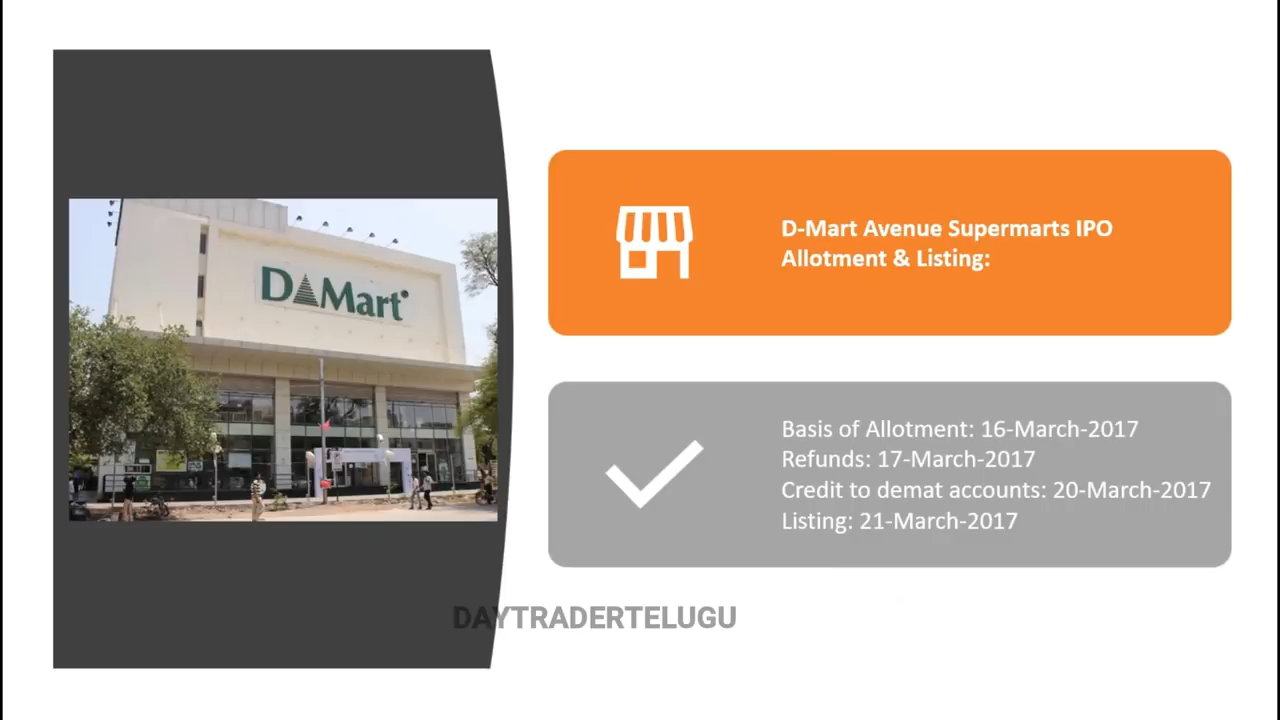 D Mart
D-Mart Avenue Supermarts IPO
Allotment & Listing:
Basis of Allotment: 16-March-2017
Refunds: 17-March-2017
Credit to demat accounts: 20-March-2017
Listing: 21-March-2017
DAYTRADERTELUGU